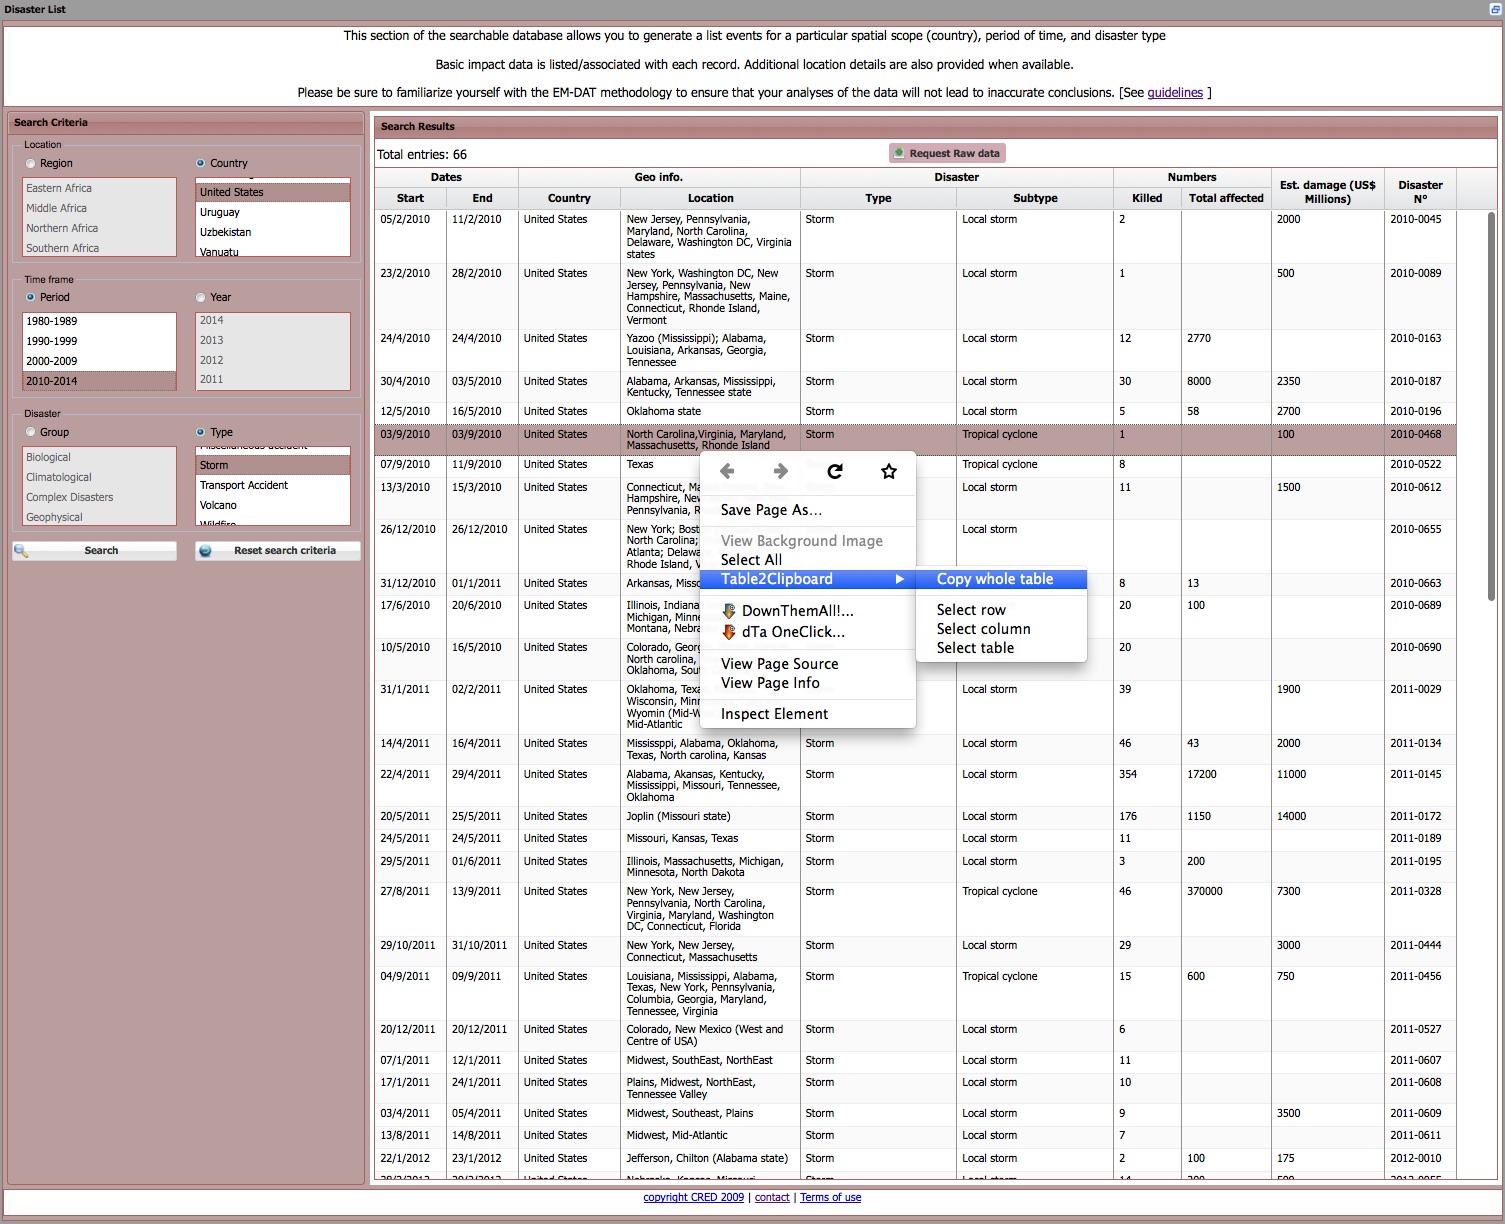 Disaster List
This section of the searchable database allows you to generate a list events for a particular spatial scope (country), period of time, and disaster type
Basic impact data is listed/associated with each record. Additional location details are also provided when available.
Please be sure to familiarize yourself with the EM-DAT methodology to ensure that your analyses of the data will not lead to inaccurate conclusions. [See guidelines ]
Search Criteria
Location
Region
Country
Eastern Africa
Middle Africa
Northern Africa
Southern Africa
United States
Uruguay
Uzbekistan
Vanuatu
Time frame
Period
Year
1980-1989
1990-1999
2000-2009
2010-2014
2014
2013
2012
2011
Disaster
Group
Type
Biological
Climatological
Complex Disasters
Geophysical
Miscellaneous accident
Storm
Transport Accident
Volcano
Wildfire
Search
Reset search criteria
Search Results
Total entries: 66
Request Raw data
Dates Geo info. Disaster Numbers Est. damage (US$ Millions) Disaster N°
Start End Country Location Type Subtype Killed Total affected
05/2/2010 11/2/2010 United States New Jersey, Pennsylvania, Storm Local storm 2 2000 2010-0045
Maryland, North Carolina,
Delaware, Washington DC, Virginia
states
23/2/2010 28/2/2010 United States New York, Washington DC, New Storm Local storm 1 500 2010-0089
Jersey, Pennsylvania, New
Hampshire, Massachusetts, Maine,
Connecticut, Rhonde Island,
Vermont
24/4/2010 24/4/2010 United States Yazoo (Mississippi); Alabama, Storm Local storm 12 2770 2010-0163
Louisiana, Arkansas, Georgia,
Tennessee
30/4/2010 03/5/2010 United States Alabama, Arkansas, Mississippi, Storm Local storm 30 8000 2350 2010-0187
Kentucky, Tennessee state
12/5/2010 16/5/2010 United States Oklahoma state Storm Local storm 5 58 2700 2010-0196
03/9/2010 03/9/2010 United States North Carolina,Virginia, Maryland, Storm Tropical cyclone 1 100 2010-0468
Massachusetts, Rhonde Island
07/9/2010 11/9/2010 United States Texas Tropical cyclone 8 2010-0522
13/3/2010 15/3/2010 United States Connecticut, Ma Local storm 11 1500 2010-0612
Hampshire, New
Pennsylvania, R
26/12/2010 26/12/2010 United States New York; Bost Local storm 2010-0655
North Carolina;
Atlanta; Delawa
Rhode Island, V
31/12/2010 01/1/2011 United States Arkansas, Misso 8 13 2010-0663
17/6/2010 20/6/2010 United States Illinois, Indiana 20 100 2010-0689
Michigan, Minne
Montana, Nebra
10/5/2010 16/5/2010 United States Colorado, Georg 20 2010-0690
North carolina,
Oklahoma, Sout
31/1/2011 02/2/2011 United States Oklahoma, Texa Local storm 39 1900 2011-0029
Wisconsin, Minn
Wyomin (Mid-W
Mid-Atlantic
14/4/2011 16/4/2011 United States Mississppi, Alabama, Oklahoma, Storm Local storm 46 43 2000 2011-0134
Texas, North carolina, Kansas
22/4/2011 29/4/2011 United States Alabama, Akansas, Kentucky, Storm Local storm 354 17200 11000 2011-0145
Mississippi, Missouri, Tennessee,
Oklahoma
20/5/2011 25/5/2011 United States Joplin (Missouri state) Storm Local storm 176 1150 14000 2011-0172
24/5/2011 24/5/2011 United States Missouri, Kansas, Texas Storm Local storm 11 2011-0189
29/5/2011 01/6/2011 United States Illinois, Massachusetts, Michigan, Storm Local storm 3 200 2011-0195
Minnesota, North Dakota
27/8/2011 13/9/2011 United States New York, New Jersey, Storm Tropical cyclone 46 370000 7300 2011-0328
Pennsylvania, North Carolina,
Virginia, Maryland, Washington
DC, Connecticut, Florida
29/10/2011 31/10/2011 United States New York, New Jersey, Storm Local storm 29 3000 2011-0444
Connecticut, Massachusetts
04/9/2011 09/9/2011 United States Louisiana, Mississippi, Alabama, Storm Tropical cyclone 15 600 750 2011-0456
Texas, New York, Pennsylvania,
Columbia, Georgia, Maryland,
Tennessee, Virginia
20/12/2011 20/12/2011 United States Colorado, New Mexico (West and Storm Local storm 6 2011-0527
Centre of USA)
07/1/2011 12/1/2011 United States Midwest, SouthEast, NorthEast Storm Local storm 11 2011-0607
17/1/2011 24/1/2011 United States Plains, Midwest, NorthEast, Storm Local storm 10 2011-0608
Tennessee Valley
03/4/2011 05/4/2011 United States Midwest, Southeast, Plains Storm Local storm 9 3500 2011-0609
13/8/2011 14/8/2011 United States Midwest, Mid-Atlantic Storm Local storm 7 2011-0611
22/1/2012 23/1/2012 United States Jefferson, Chilton (Alabama state) Storm Local storm 2 100 175 2012-0010
Save Page As...
View Background Image
Select All
Table2Clipboard
DownThemAll!...
dTa OneClick...
View Page Source
View Page Info
Inspect Element
Copy whole table
Select row
Select column
Select table
copyright CRED 2009 | contact | Terms of use